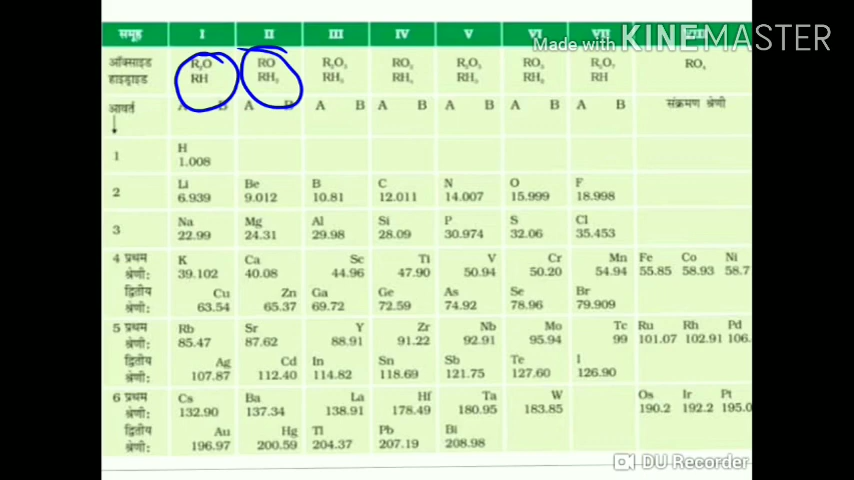 समूह I II III IV V VI VII
Made with KINEMASTER
ऑक्साइड R₂O RO R₂O₃ RO₂ R₂O₅ RO₃ R₂O₇ RO₄
हाइड्राइड RH RH₂ RH₃ RH₄ RH₃ RH₂ RH
आवर्त A B A B A B A B A B A B A B संक्रमण श्रेणी
1 H
1.008
2 Li Be B C N O F
6.939 9.012 10.81 12.011 14.007 15.999 18.998
3 Na Mg Al Si P S Cl
22.99 24.31 29.98 28.09 30.974 32.06 35.453
4 प्रथम K Ca Sc Ti V Cr Mn Fe Co Ni
श्रेणी: 39.102 40.08 44.96 47.90 50.94 50.20 54.94 55.85 58.93 58.7
द्वितीय Cu Zn Ga Ge As Se Br
श्रेणी: 63.54 65.37 69.72 72.59 74.92 78.96 79.909
5 प्रथम Rb Sr Y Zr Nb Mo Tc Ru Rh Pd
श्रेणी: 85.47 87.62 88.91 91.22 92.91 95.94 99 101.07 102.91 106.
द्वितीय Ag Cd In Sn Sb Te I
श्रेणी: 107.87 112.40 114.82 118.69 121.75 127.60 126.90
6 प्रथम Cs Ba La Hf Ta W Os Ir Pt
श्रेणी: 132.90 137.34 138.91 178.49 180.95 183.85 190.2 192.2 195.0
द्वितीय Au Hg Tl Pb Bi
श्रेणी: 196.97 200.59 204.37 207.19 208.98
DU Recorder